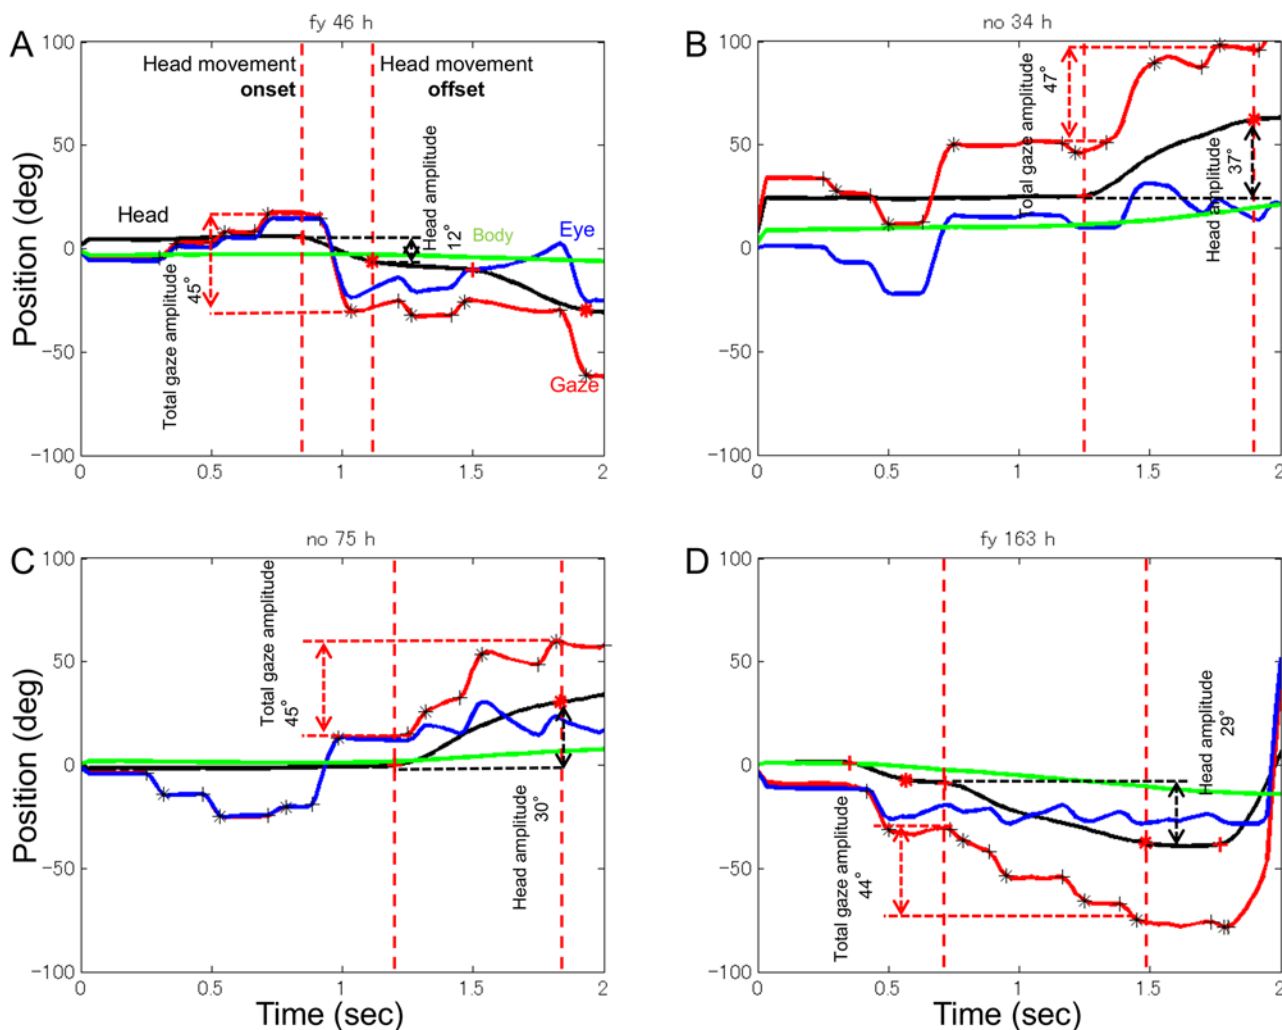 A
fy 46 h
Head movement
onset
Head movement
offset
Head
Body
Eye
Gaze
Total gaze amplitude
45°
Head amplitude
12°
Position (deg)
100
50
0
−50
−100
0
0.5
1
1.5
2
B
no 34 h
Total gaze amplitude
47°
Head amplitude
37°
100
50
0
−50
−100
0
0.5
1
1.5
2
C
no 75 h
Total gaze amplitude
45°
Head amplitude
30°
Position (deg)
100
50
0
−50
−100
0
0.5
1
1.5
2
Time (sec)
D
fy 163 h
Total gaze amplitude
44°
Head amplitude
29°
100
50
0
−50
−100
0
0.5
1
1.5
2
Time (sec)